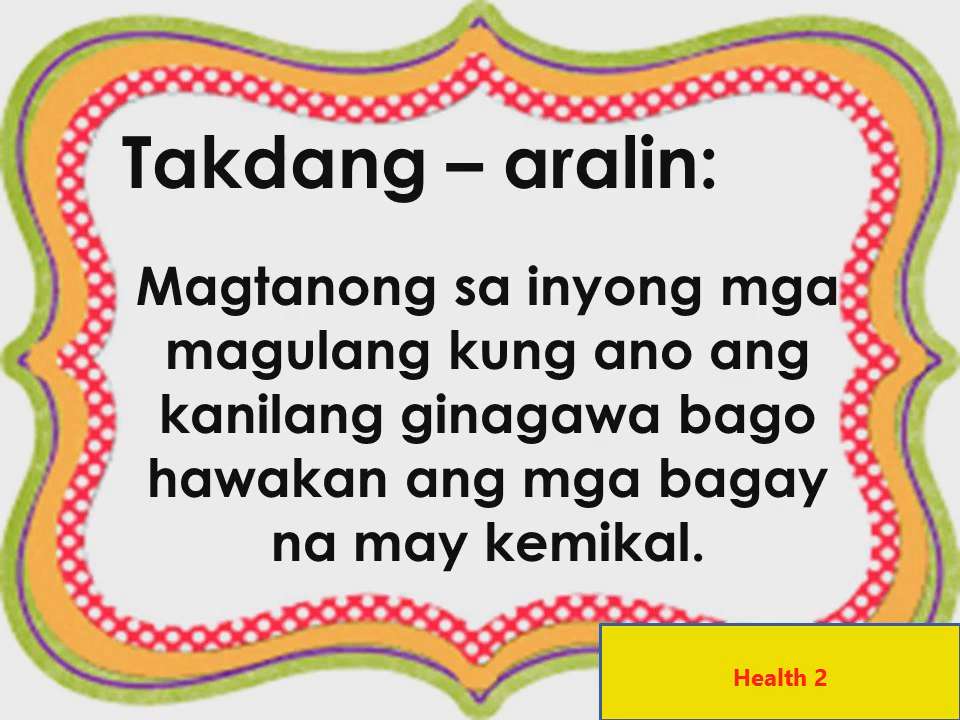 Takdang – aralin:
Magtanong sa inyong mga
magulang kung ano ang
kanilang ginagawa bago
hawakan ang mga bagay
na may kemikal.
Health 2